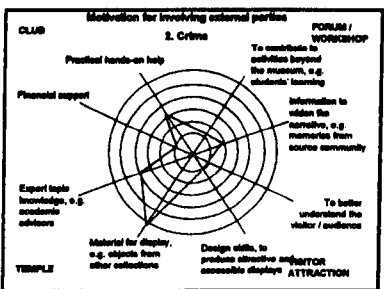 Motivation for involving external parties
CLUB
FORUM /
WORKSHOP
2. Crime
Practical hands-on help
To contribute to
activities beyond
the museum, e.g.
students' learning
Financial support
Information to
widen the
narrative, e.g.
memories from
source community
Expert topic
knowledge, e.g.
academic
advisors
To better
understand the
visitor / audience
Material for display,
e.g. objects from
other collections
Design skills, to
produce attractive and
accessible displays
TEMPLE
VISITOR
ATTRACTION